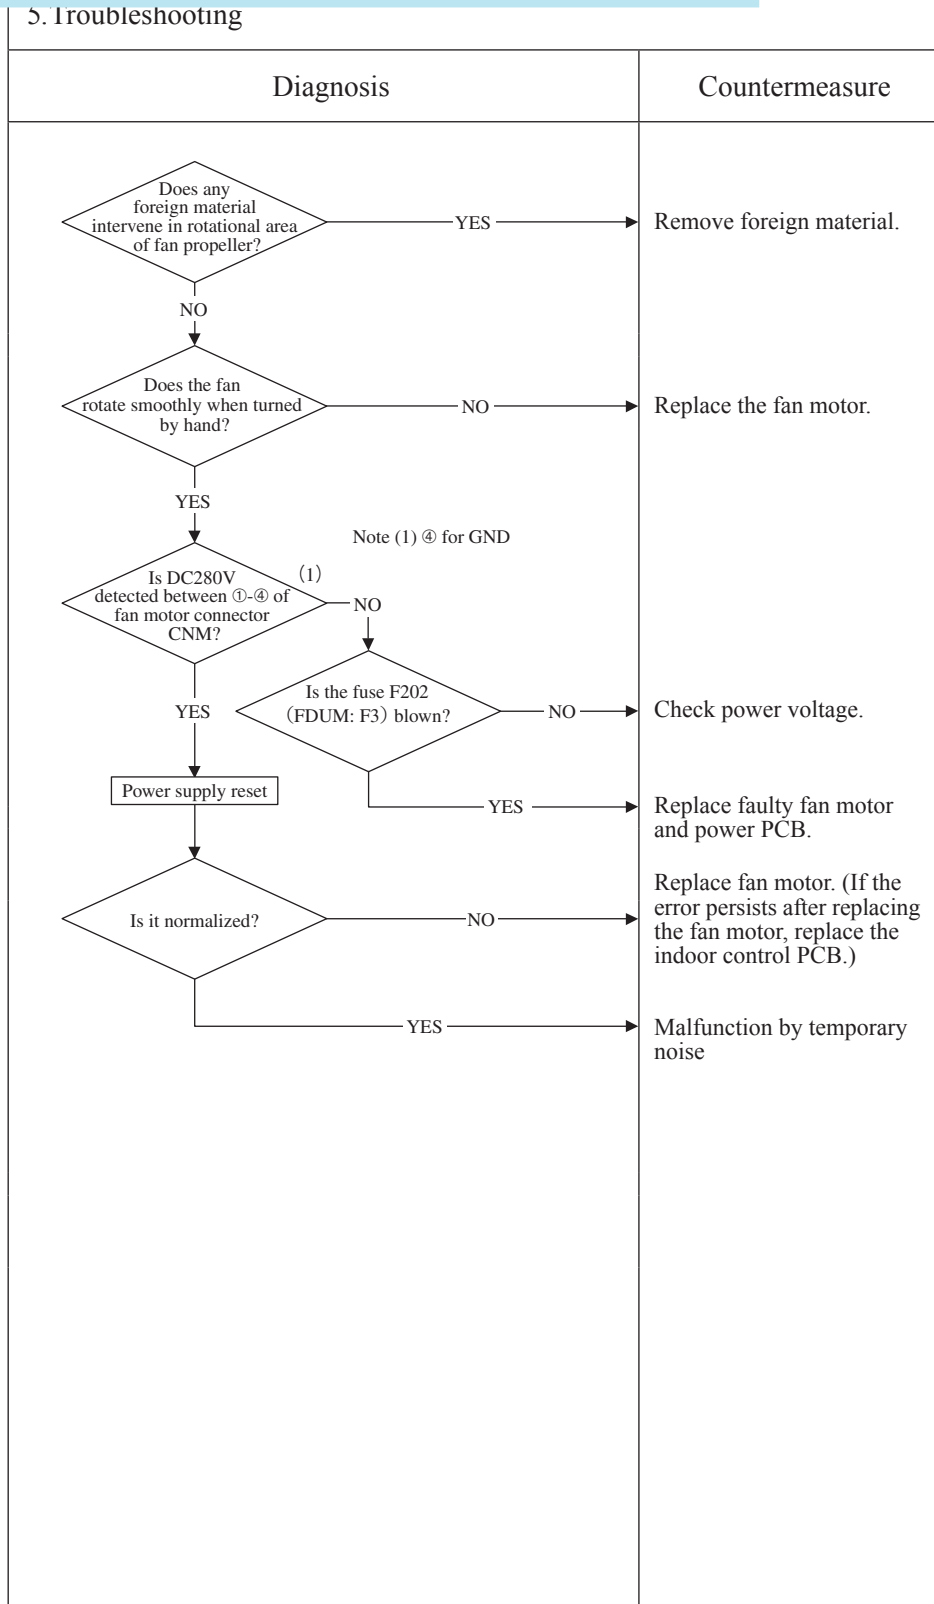 5. Troubleshooting
Diagnosis
Countermeasure
Does any
foreign material
intervene in rotational area
of fan propeller?
YES
Remove foreign material.
NO
Does the fan
rotate smoothly when turned
by hand?
NO
Replace the fan motor.
YES
Note (1) ④ for GND
(1)
Is DC280V
detected between ①-④ of
fan motor connector
CNM?
NO
Is the fuse F202
(FDUM: F3) blown?
NO
Check power voltage.
YES
Power supply reset
YES
Replace faulty fan motor
and power PCB.
Is it normalized?
NO
Replace fan motor. (If the
error persists after replacing
the fan motor, replace the
indoor control PCB.)
YES
Malfunction by temporary
noise